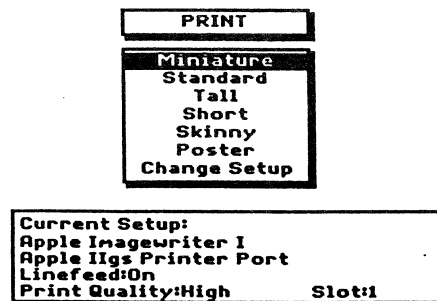 PRINT
Miniature
Standard
Tall
Short
Skinny
Poster
Change Setup
Current Setup:
Apple Imagewriter I
Apple IIgs Printer Port
Linefeed:On
Print Quality:High Slot:1